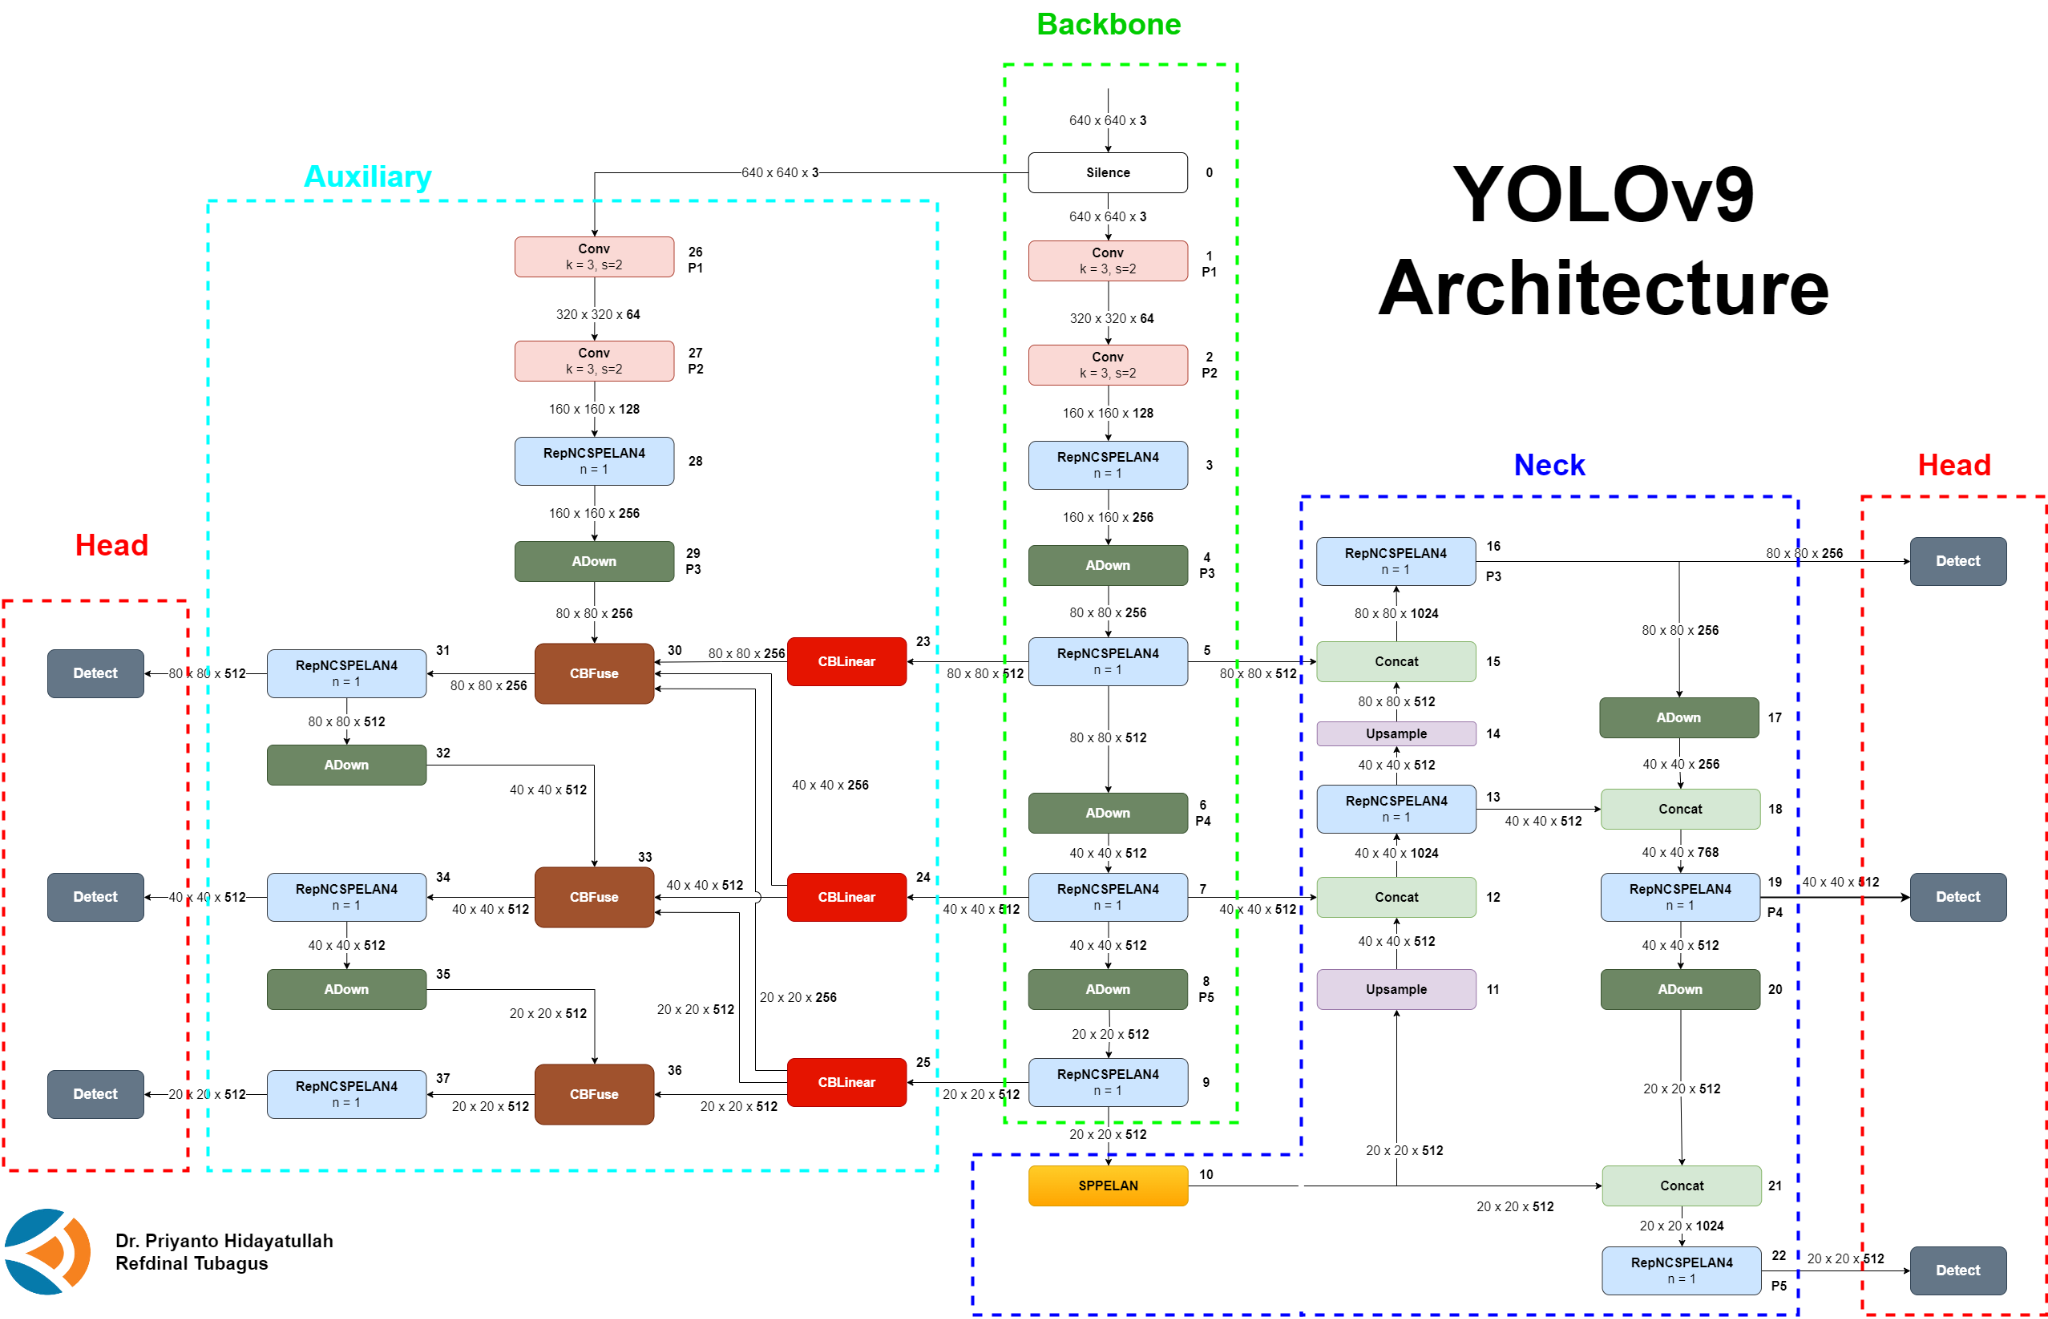 Backbone
640 x 640 x 3
YOLOv9
Architecture
Auxiliary
640 x 640 x 3
Silence
0
640 x 640 x 3
Conv
k = 3, s=2
26
P1
Conv
k = 3, s=2
1
P1
320 x 320 x 64
320 x 320 x 64
Conv
k = 3, s=2
27
P2
Conv
k = 3, s=2
2
P2
160 x 160 x 128
160 x 160 x 128
RepNCSPELAN4
n = 1
28
RepNCSPELAN4
n = 1
3
Neck
Head
160 x 160 x 256
160 x 160 x 256
Head
ADown
29
P3
ADown
4
P3
RepNCSPELAN4
n = 1
16
P3
80 x 80 x 256
Detect
80 x 80 x 256
80 x 80 x 256
80 x 80 x 1024
80 x 80 x 256
Detect
80 x 80 x 512
RepNCSPELAN4
n = 1
31
80 x 80 x 256
CBFuse
30
80 x 80 x 256
CBLinear
23
80 x 80 x 512
RepNCSPELAN4
n = 1
5
80 x 80 x 512
Concat
15
80 x 80 x 512
80 x 80 x 512
ADown
17
80 x 80 x 512
Upsample
14
ADown
32
40 x 40 x 512
40 x 40 x 256
40 x 40 x 512
40 x 40 x 256
ADown
6
P4
RepNCSPELAN4
n = 1
13
40 x 40 x 512
Concat
18
40 x 40 x 512
40 x 40 x 1024
40 x 40 x 768
Detect
40 x 40 x 512
RepNCSPELAN4
n = 1
34
40 x 40 x 512
CBFuse
33
40 x 40 x 512
CBLinear
24
40 x 40 x 512
RepNCSPELAN4
n = 1
7
40 x 40 x 512
Concat
12
RepNCSPELAN4
n = 1
19
P4
40 x 40 x 512
Detect
40 x 40 x 512
40 x 40 x 512
40 x 40 x 512
40 x 40 x 512
ADown
35
20 x 20 x 512
20 x 20 x 512
20 x 20 x 256
ADown
8
P5
Upsample
11
ADown
20
20 x 20 x 512
20 x 20 x 512
Detect
20 x 20 x 512
RepNCSPELAN4
n = 1
37
20 x 20 x 512
CBFuse
36
20 x 20 x 512
CBLinear
25
20 x 20 x 512
RepNCSPELAN4
n = 1
9
20 x 20 x 512
20 x 20 x 512
SPPELAN
10
20 x 20 x 512
Concat
21
20 x 20 x 1024
RepNCSPELAN4
n = 1
22
P5
20 x 20 x 512
Detect
Dr. Priyanto Hidayatullah
Refdinal Tubagus